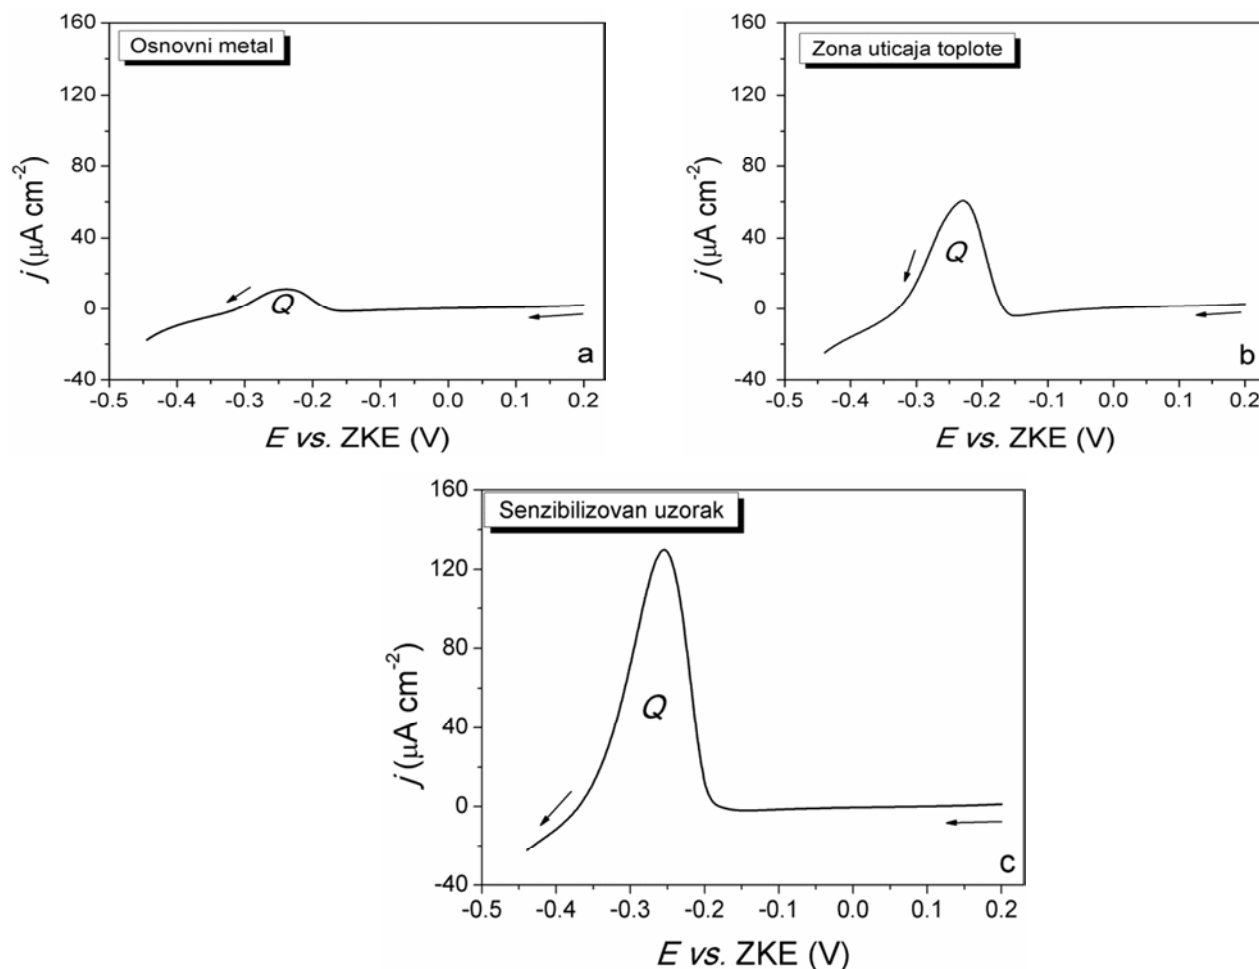 Osnovni metal
160
120
80
40
0
-40
j (μA cm-2)
Q
a
-0.5 -0.4 -0.3 -0.2 -0.1 0.0 0.1 0.2
E vs. ZKE (V)
Zona uticaja toplote
160
120
80
40
0
-40
j (μA cm-2)
Q
b
-0.5 -0.4 -0.3 -0.2 -0.1 0.0 0.1 0.2
E vs. ZKE (V)
Senzibilizovan uzorak
160
120
80
40
0
-40
j (μA cm-2)
Q
c
-0.5 -0.4 -0.3 -0.2 -0.1 0.0 0.1 0.2
E vs. ZKE (V)